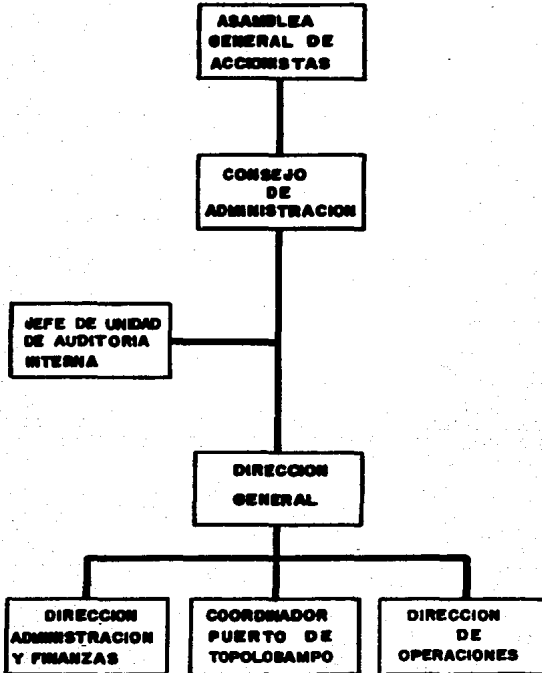 ASAMBLEA
GENERAL DE
ACCIONISTAS
CONSEJO
DE
ADMINISTRACION
JEFE DE UNIDAD
DE AUDITORIA
INTERNA
DIRECCION
GENERAL
DIRECCION
ADMINISTRACION
Y FINANZAS
COORDINADOR
PUERTO DE
TOPOLOBAMPO
DIRECCION
DE
OPERACIONES